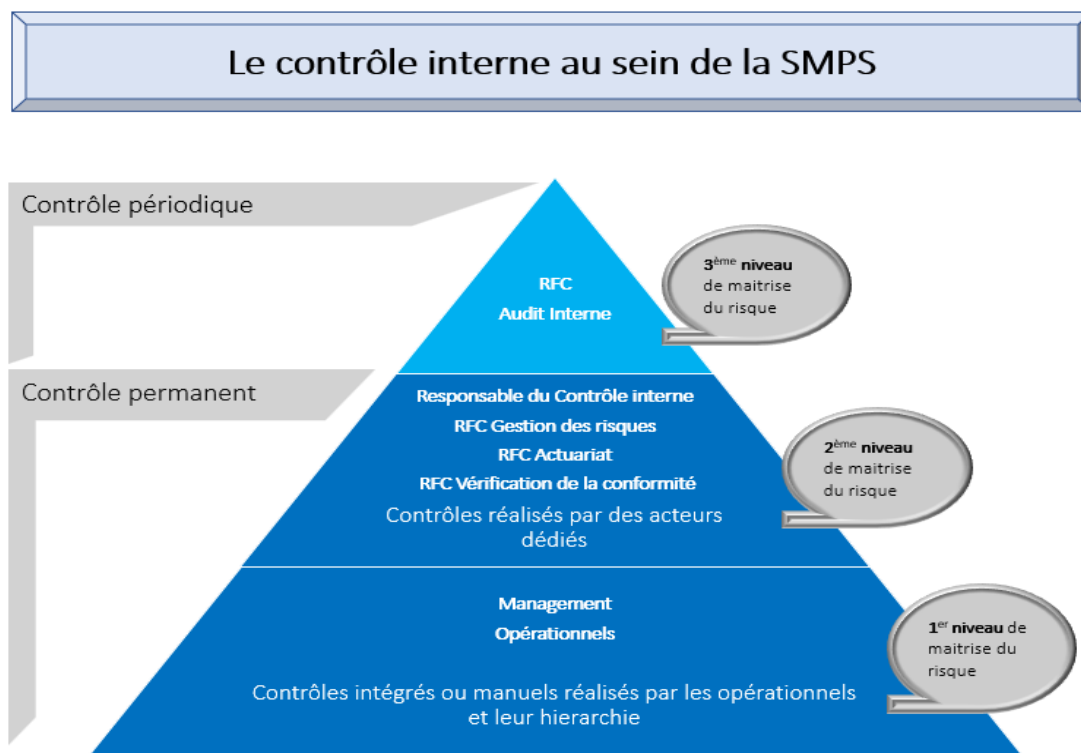 Le contrôle interne au sein de la SMPS
Contrôle périodique
RFC
Audit Interne
3ème niveau
de maitrise
du risque
Contrôle permanent
Responsable du Contrôle interne
RFC Gestion des risques
RFC Actuariat
RFC Vérification de la conformité
Contrôles réalisés par des acteurs
dédiés
2ème niveau
de maitrise
du risque
Management
Opérationnels
Contrôles intégrés ou manuels réalisés par les opérationnels
et leur hierarchie
1er niveau de
maitrise du
risque